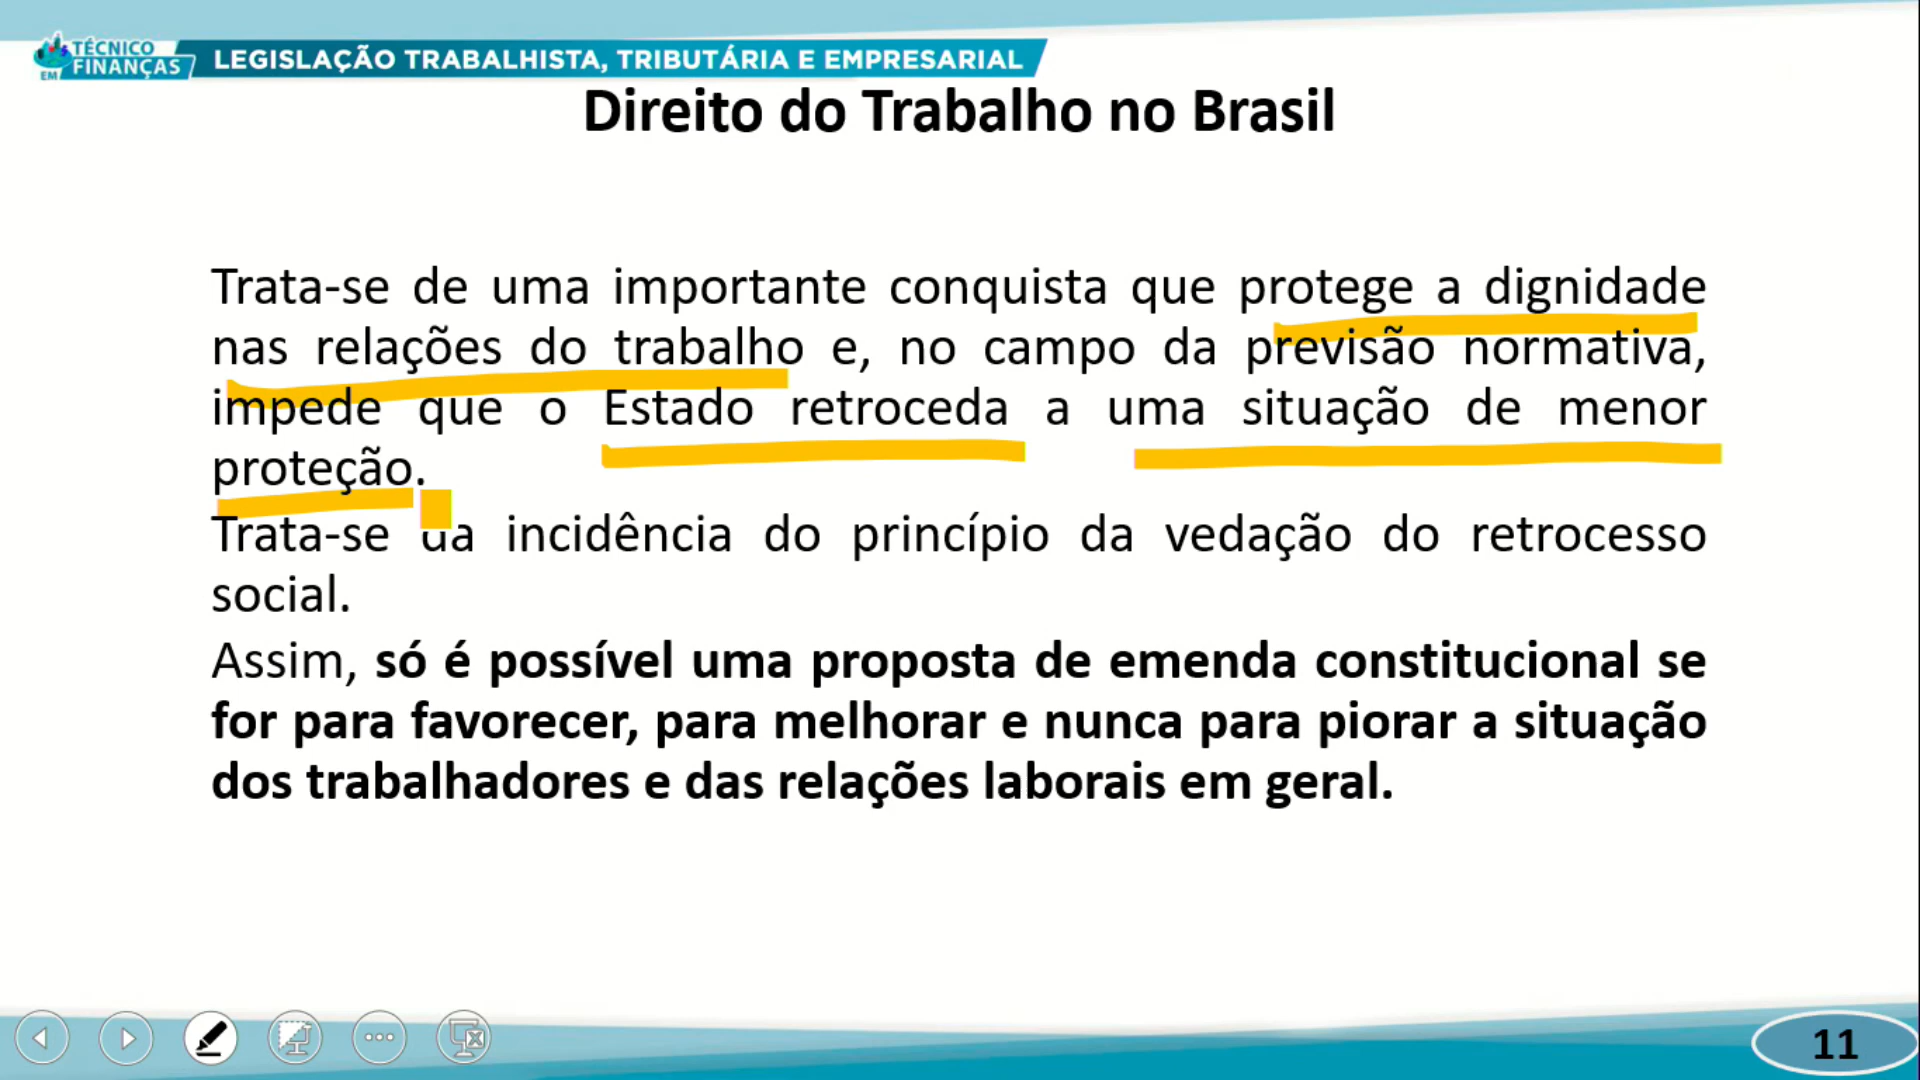 TÉCNICO
EM FINANÇAS
LEGISLAÇÃO TRABALHISTA, TRIBUTÁRIA E EMPRESARIAL
Direito do Trabalho no Brasil
Trata-se de uma importante conquista que protege a dignidade
nas relações do trabalho e, no campo da previsão normativa,
impede que o Estado retroceda a uma situação de menor
proteção.
Trata-se da incidência do princípio da vedação do retrocesso
social.
Assim, só é possível uma proposta de emenda constitucional se
for para favorecer, para melhorar e nunca para piorar a situação
dos trabalhadores e das relações laborais em geral.
11